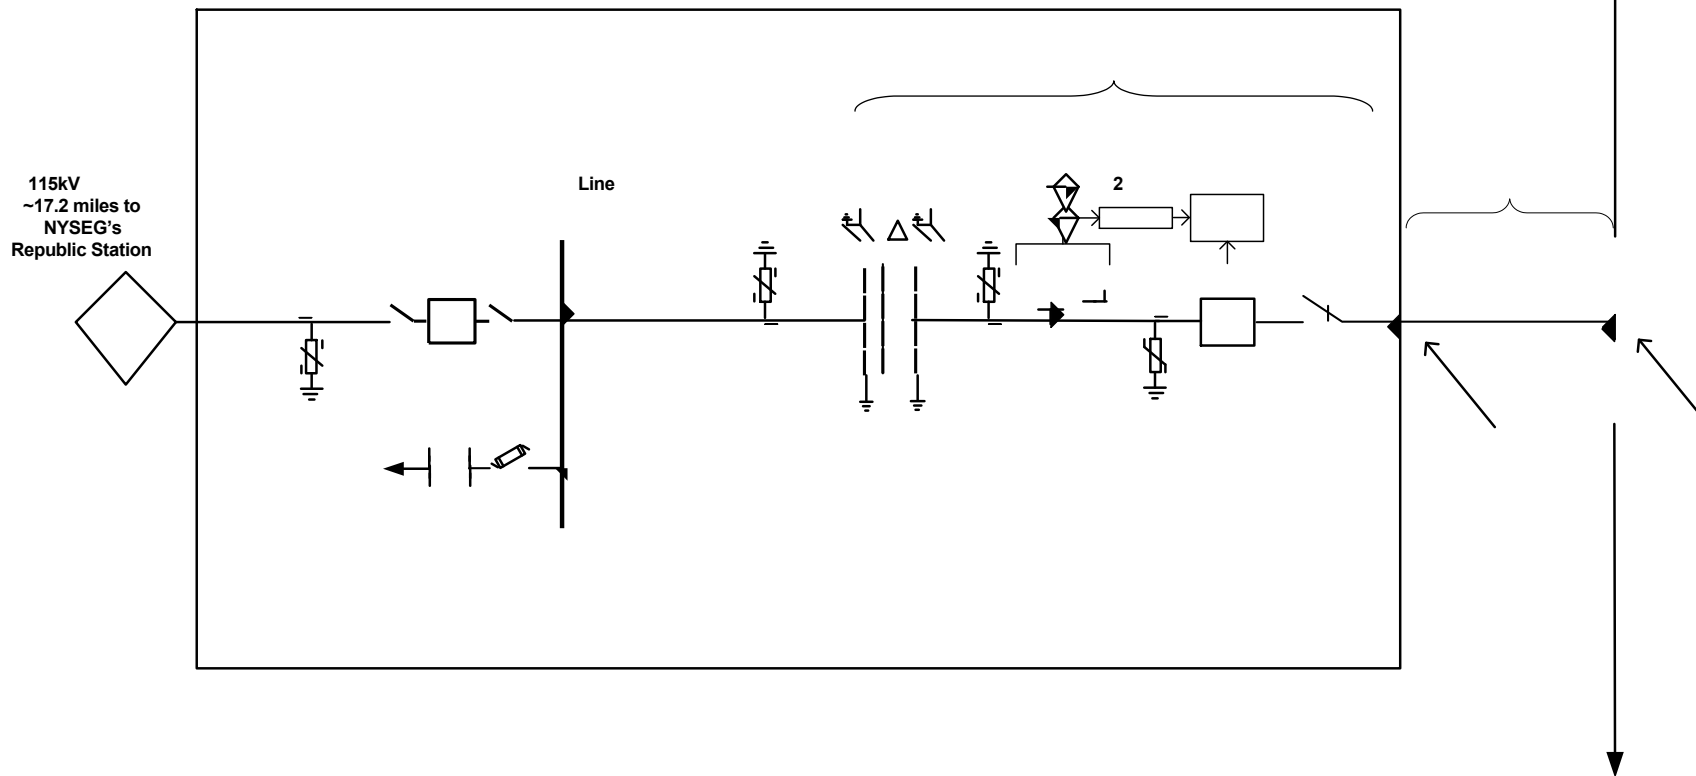 115kV
~17.2 miles to
NYSEG's
Republic Station
Line
2